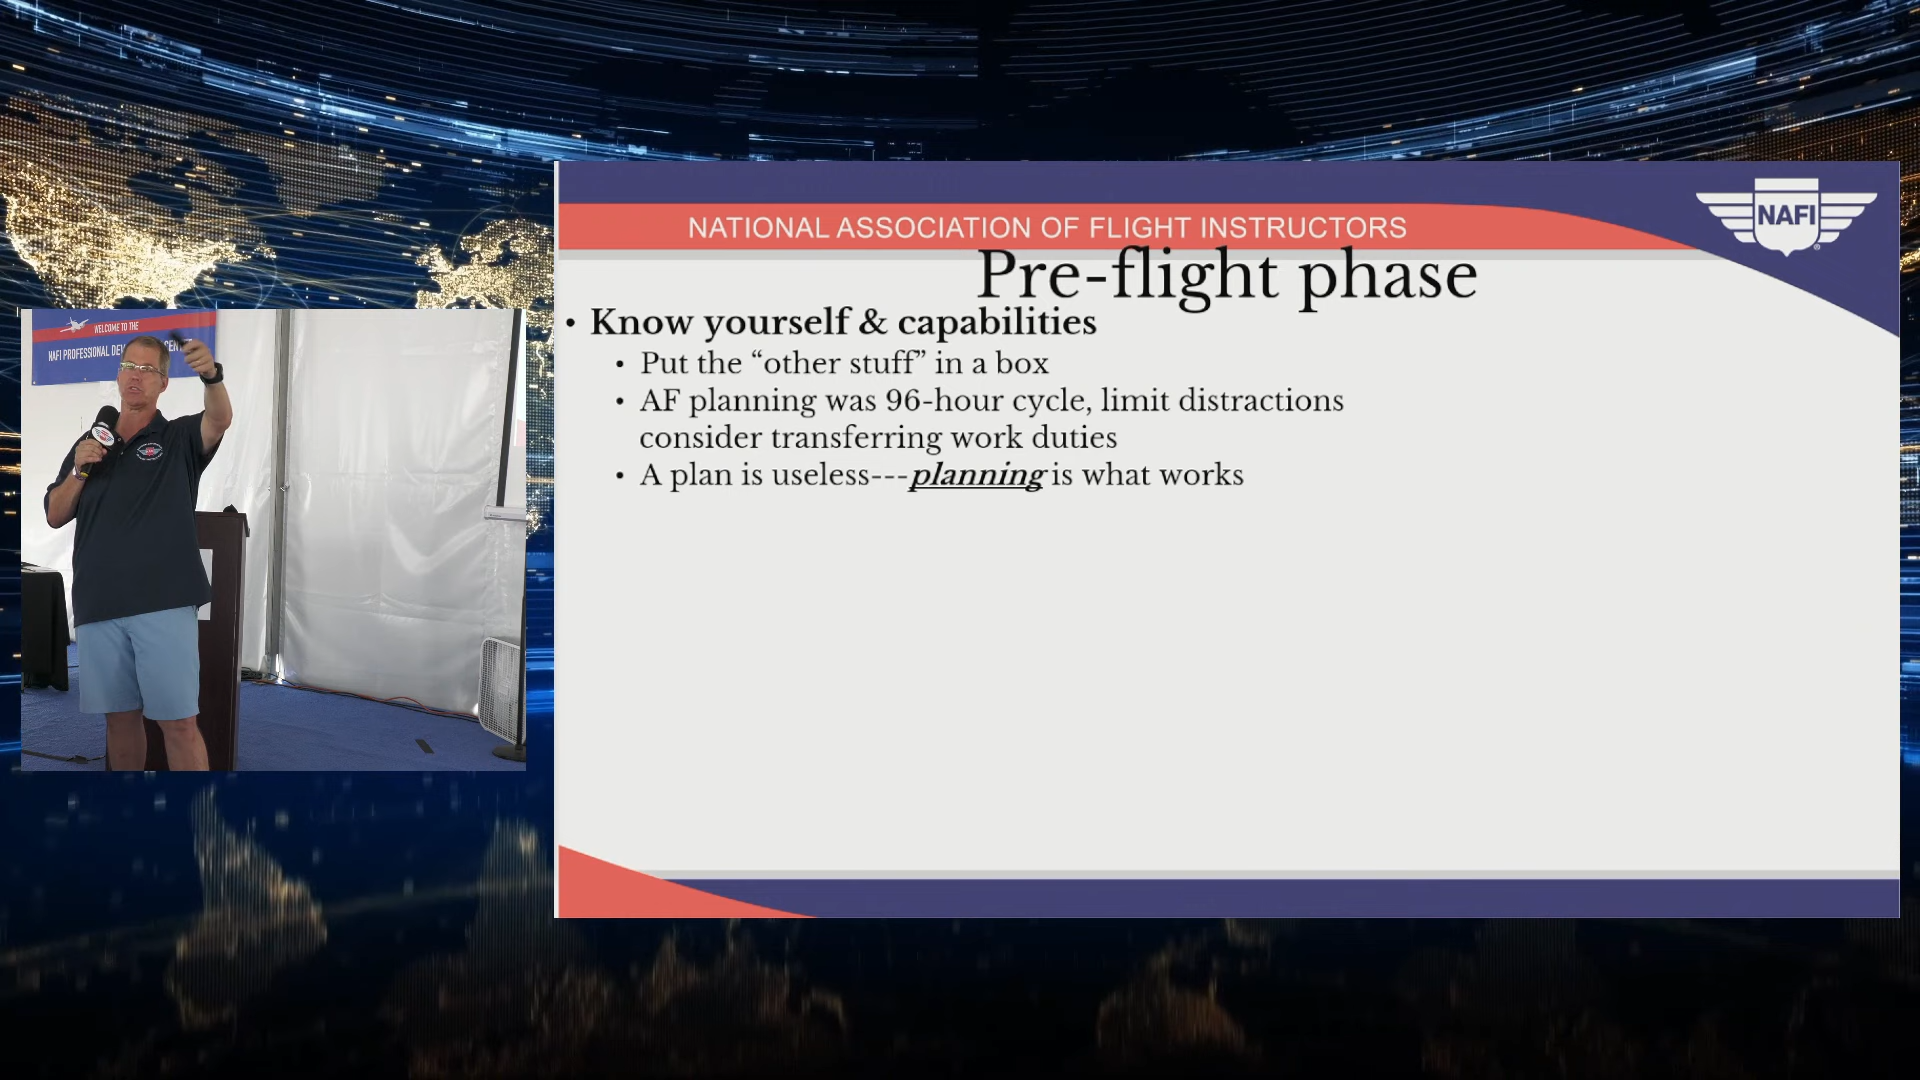 WELCOME TO THE
NAFI PROFESSIONAL DEV
NATIONAL ASSOCIATION OF FLIGHT INSTRUCTORS
NAFI
Pre-flight phase
• Know yourself & capabilities
• Put the “other stuff” in a box
• AF planning was 96-hour cycle, limit distractions
consider transferring work duties
• A plan is useless---planning is what works